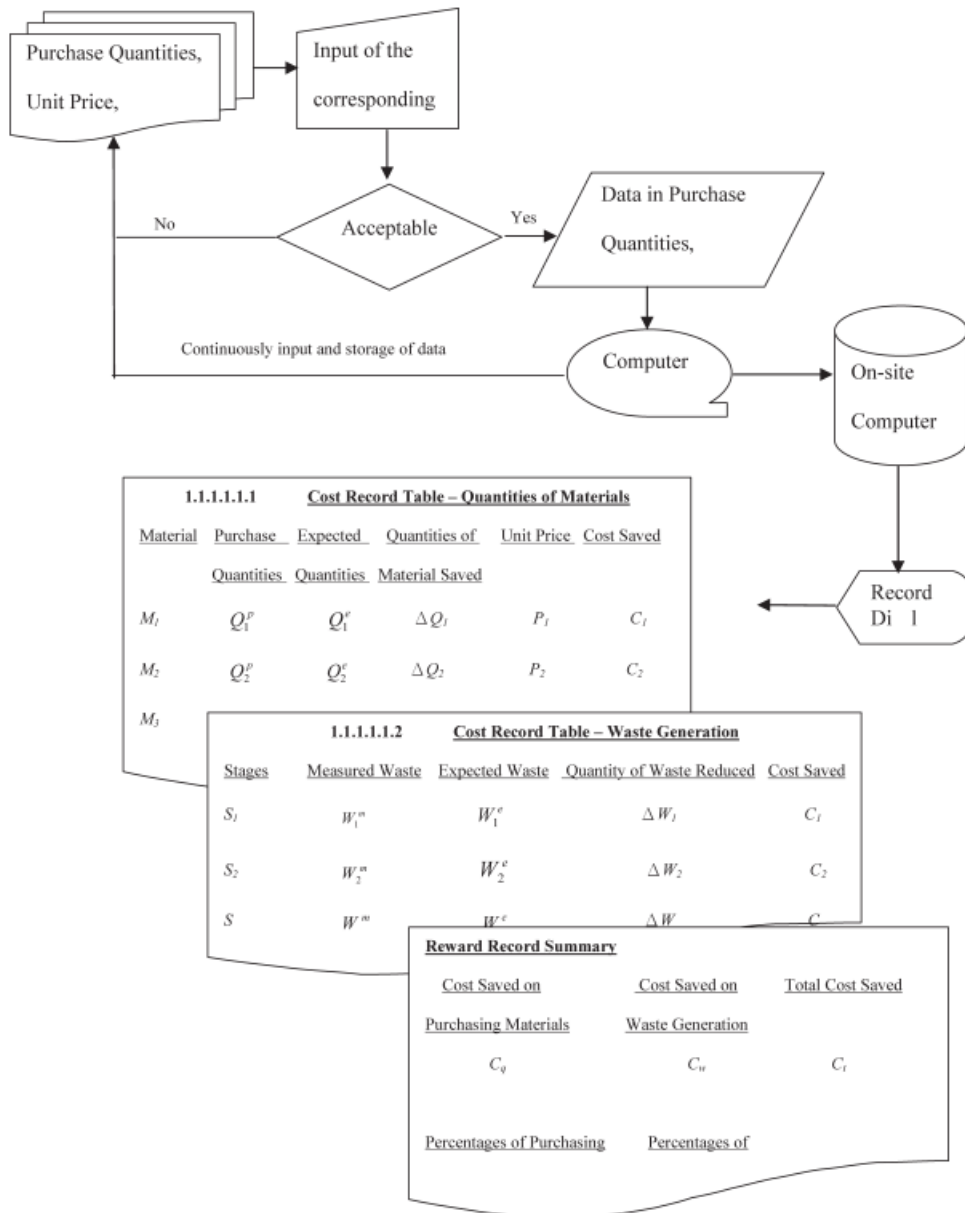 Purchase Quantities,
Unit Price,
Input of the
corresponding
Acceptable
No
Yes
Data in Purchase
Quantities,
Continuously input and storage of data
Computer
On-site
Computer
Record
1.1.1.1.1.1 Cost Record Table – Quantities of Materials
Material Purchase Expected Quantities of Unit Price Cost Saved
Quantities Quantities Material Saved
M₁ Q₁ᵖ Q₁ᵉ ΔQ₁ P₁ C₁
M₂ Q₂ᵖ Q₂ᵉ ΔQ₂ P₂ C₂
M₃
1.1.1.1.1.2 Cost Record Table – Waste Generation
Stages Measured Waste Expected Waste Quantity of Waste Reduced Cost Saved
S₁ W₁ᵐ W₁ᵉ ΔW₁ C₁
S₂ W₂ᵐ W₂ᵉ ΔW₂ C₂
S Wᵐ Wᵉ ΔW C
Reward Record Summary
Cost Saved on Cost Saved on Total Cost Saved
Purchasing Materials Waste Generation
C_q C_w C_t
Percentages of Purchasing Percentages of